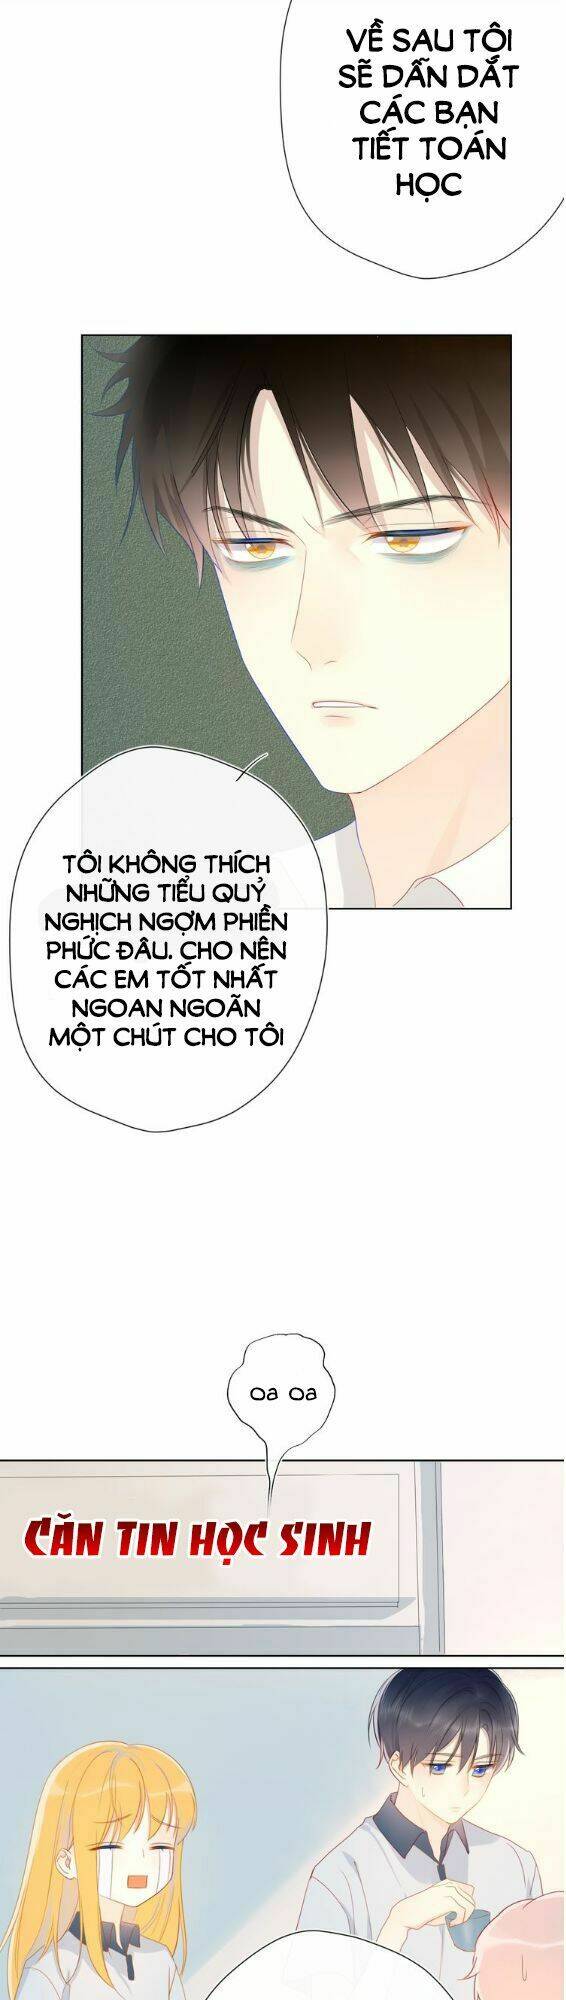 VỀ SAU TÔI
SẼ DẪN DẮT
CÁC BẠN
TIẾT TOÁN
HỌC
TÔI KHÔNG THÍCH
NHỮNG TIỂU QUỶ
NGHỊCH NGỢM PHIỀN
PHỨC ĐÂU. CHO NÊN
CÁC EM TỐT NHẤT
NGOAN NGOÃN
MỘT CHÚT CHO TÔI
oa oa
CĂN TIN HỌC SINH